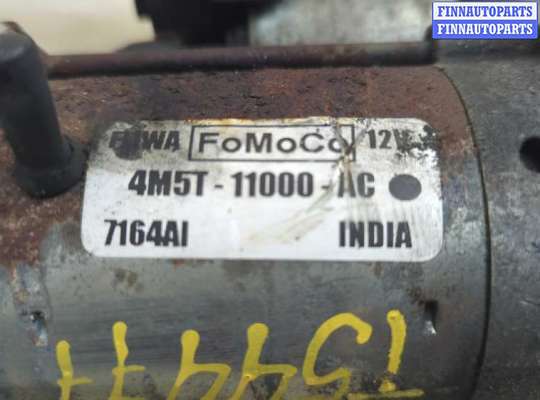 FINNAUTOPARTS
FINNAUTOPARTS
FoMoCo 12V
4M5T-11000-AC
7164AI INDIA